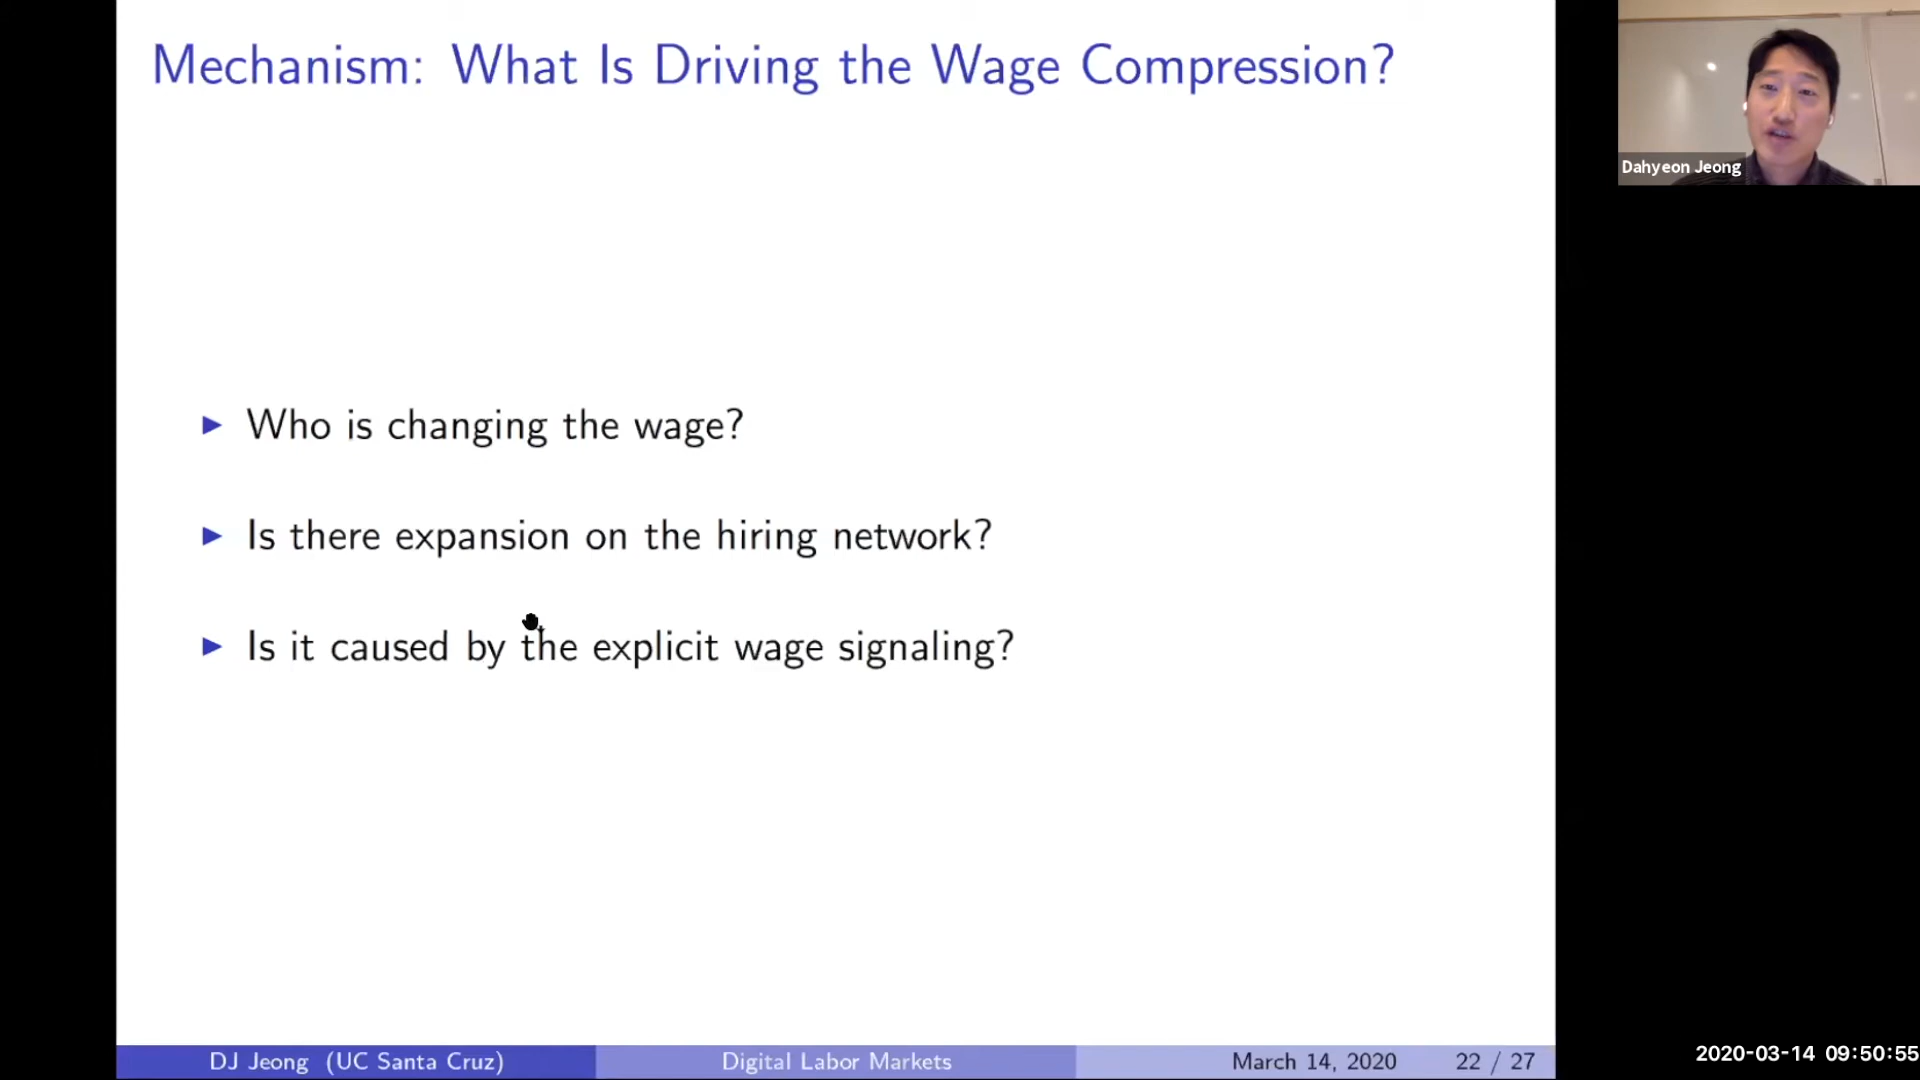 Mechanism: What Is Driving the Wage Compression?
Dahyeon Jeong
▶ Who is changing the wage?
▶ Is there expansion on the hiring network?
▶ Is it caused by the explicit wage signaling?
DJ Jeong (UC Santa Cruz) Digital Labor Markets March 14, 2020 22 / 27
2020-03-14 09:50:55